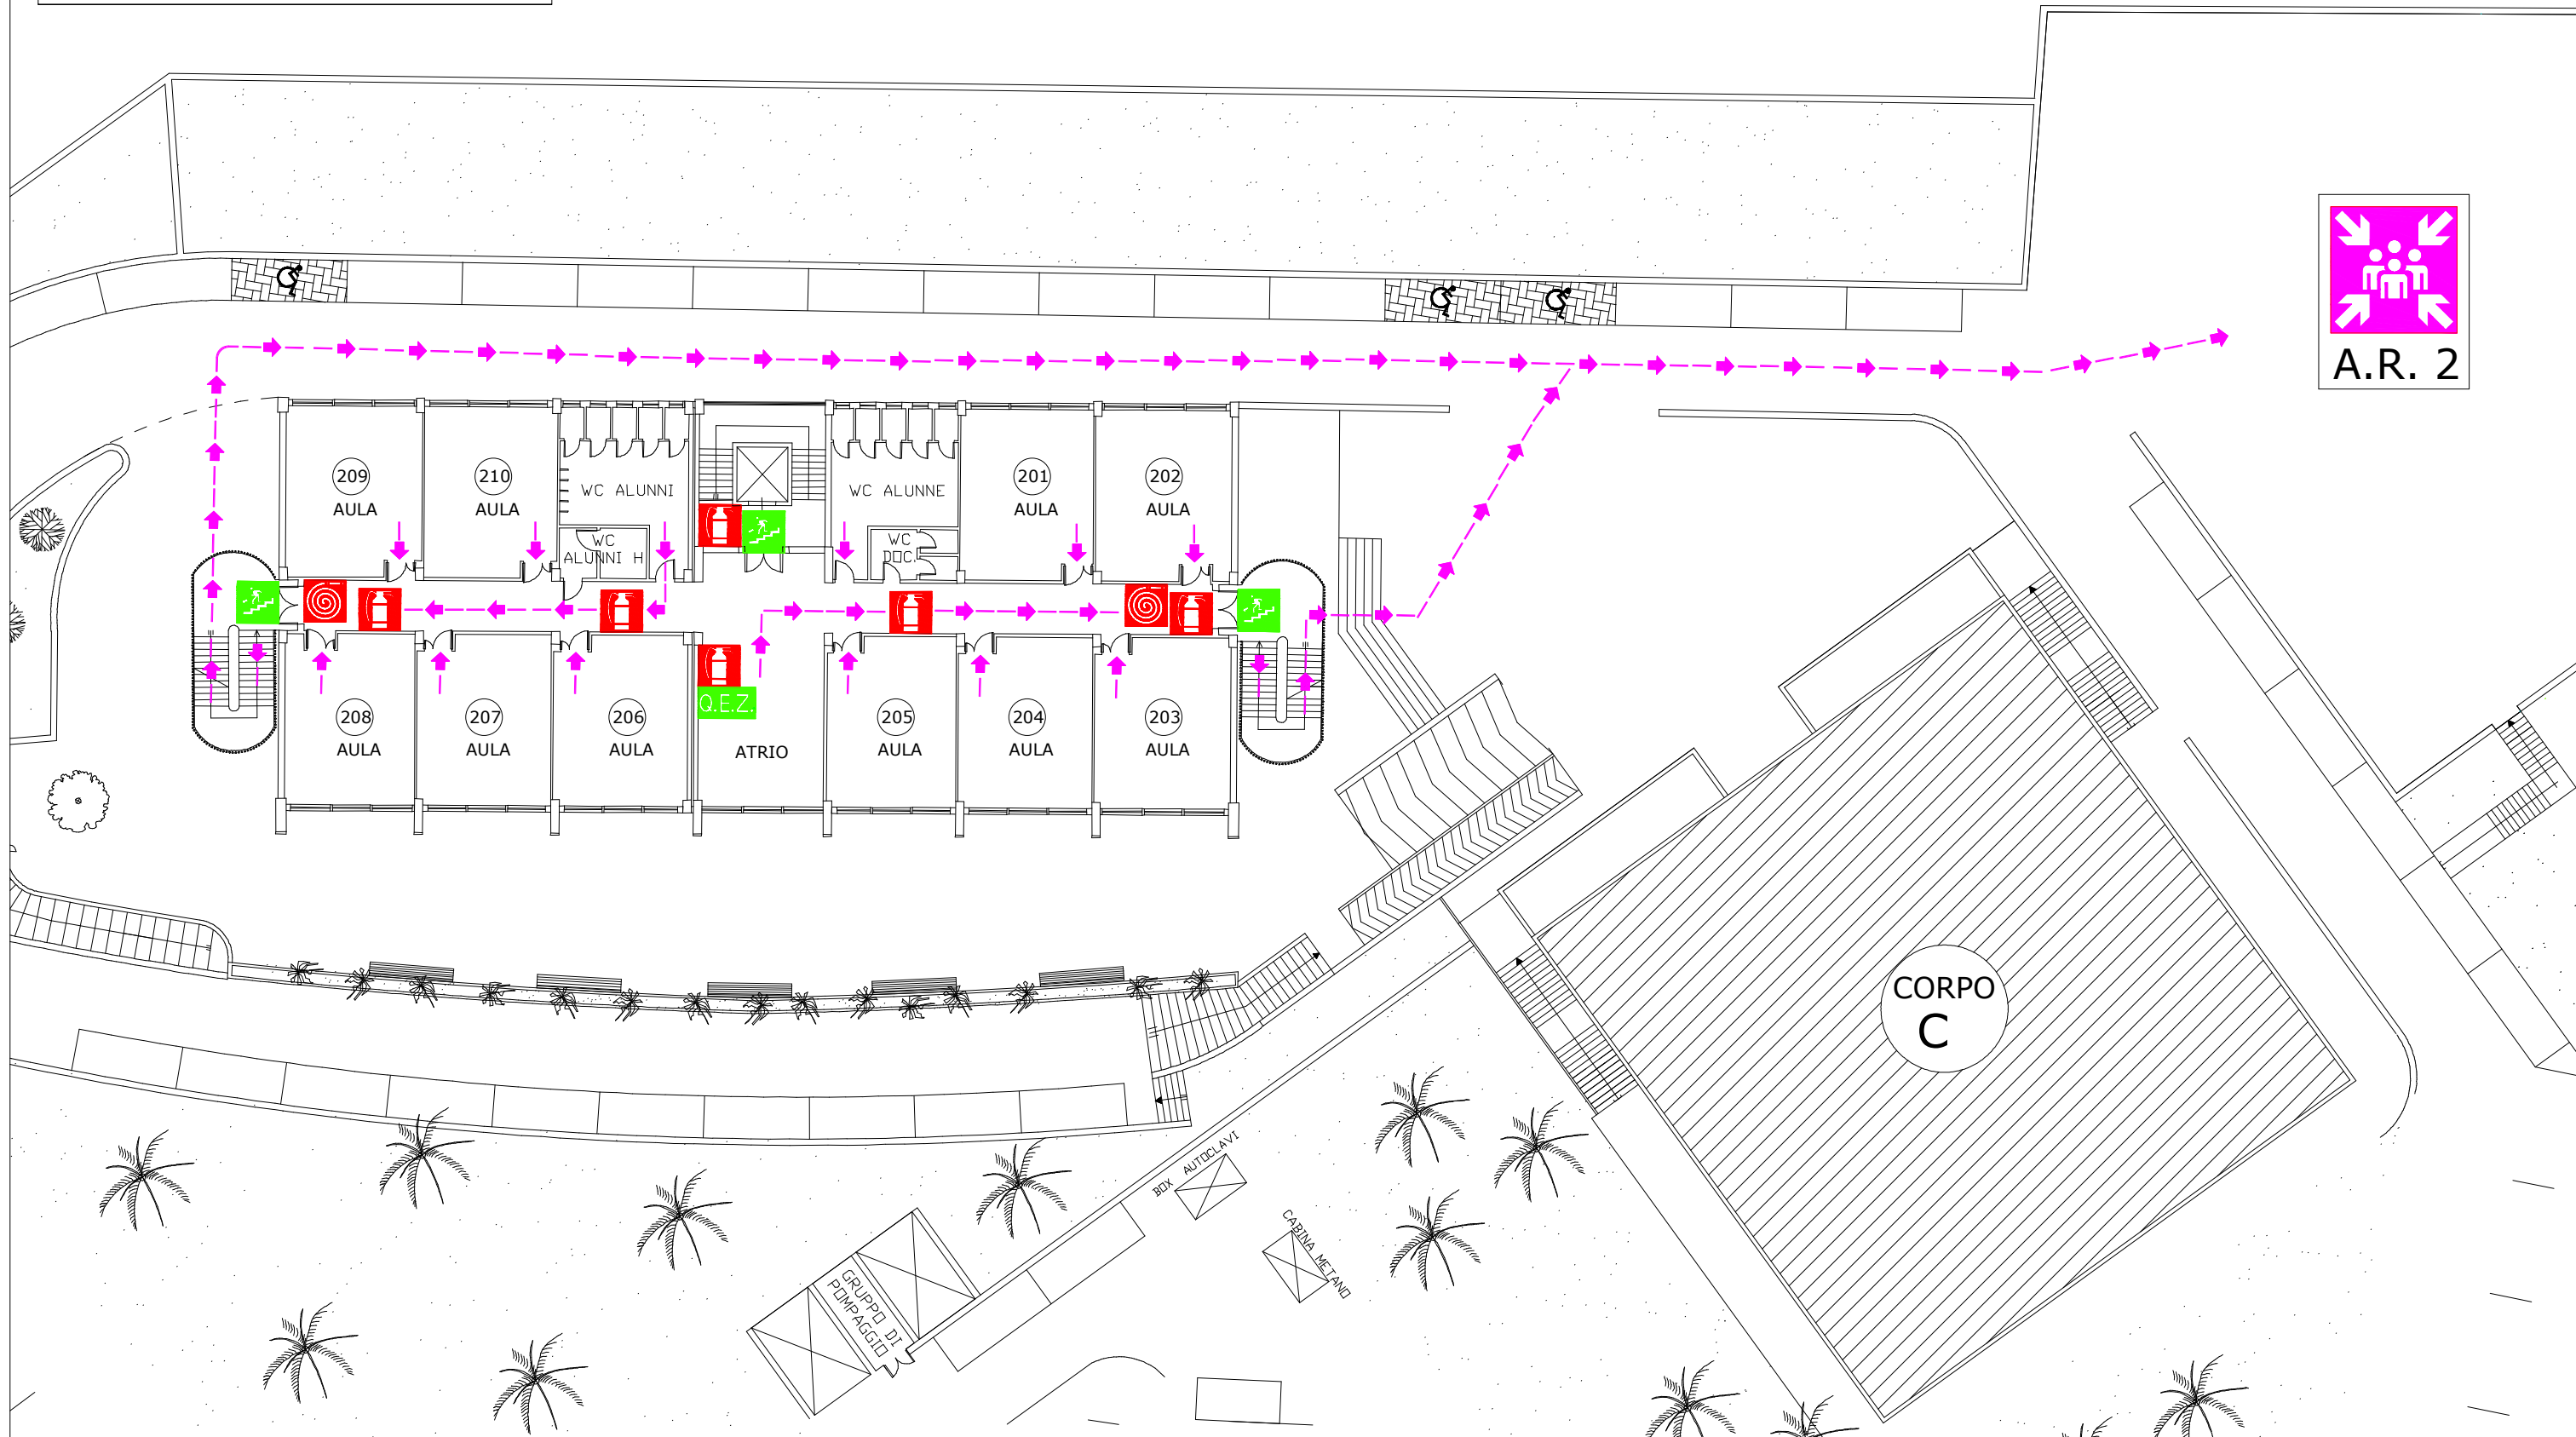 A.R. 2
209
AULA
210
AULA
WC ALUNNI
WC ALUNNE
201
AULA
202
AULA
WC
ALUNNI H
WC
DOC.
Q.E.Z.
208
AULA
207
AULA
206
AULA
ATRIO
205
AULA
204
AULA
203
AULA
CORPO
C
BOX AUTOCLAVI
CABINA METANO
GRUPPO DI
POMPAGGIO